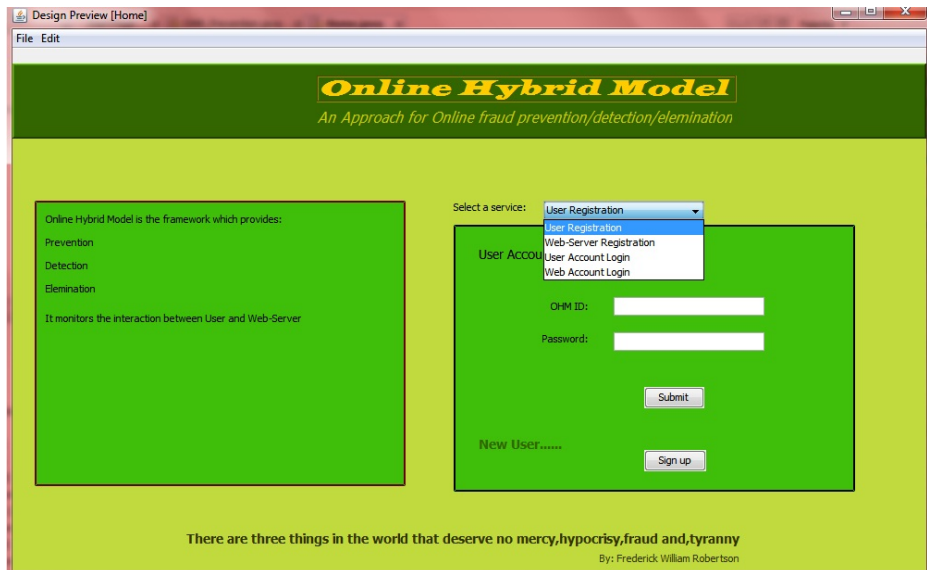 Design Preview [Home]
File Edit
Online Hybrid Model
An Approach for Online fraud prevention/detection/elemination
Online Hybrid Model is the framework which provides:
Prevention
Detection
Elemination
It monitors the interaction between User and Web-Server
Select a service:
User Registration
User Registration
Web-Server Registration
User Account Login
Web Account Login
User Accou
OHM ID:
Password:
Submit
New User......
Sign up
There are three things in the world that deserve no mercy,hypocrisy,fraud and,tyranny
By: Frederick William Robertson